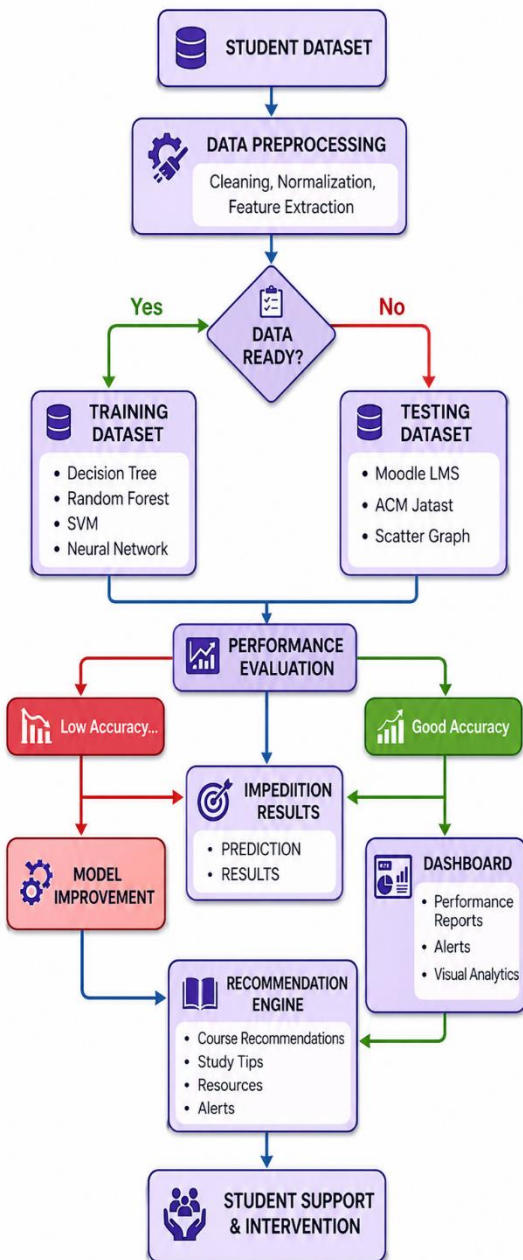 STUDENT DATASET
DATA PREPROCESSING
Cleaning, Normalization,
Feature Extraction
Yes
No
DATA
READY?
TRAINING
DATASET
• Decision Tree
• Random Forest
• SVM
• Neural Network
TESTING
DATASET
• Moodle LMS
• ACM Jatast
• Scatter Graph
PERFORMANCE
EVALUATION
Low Accuracy...
Good Accuracy
IMPEDIITION
RESULTS
• PREDICTION
• RESULTS
MODEL
IMPROVEMENT
DASHBOARD
• Performance
Reports
• Alerts
• Visual Analytics
RECOMMENDATION
ENGINE
• Course Recommendations
• Study Tips
• Resources
• Alerts
STUDENT SUPPORT
& INTERVENTION